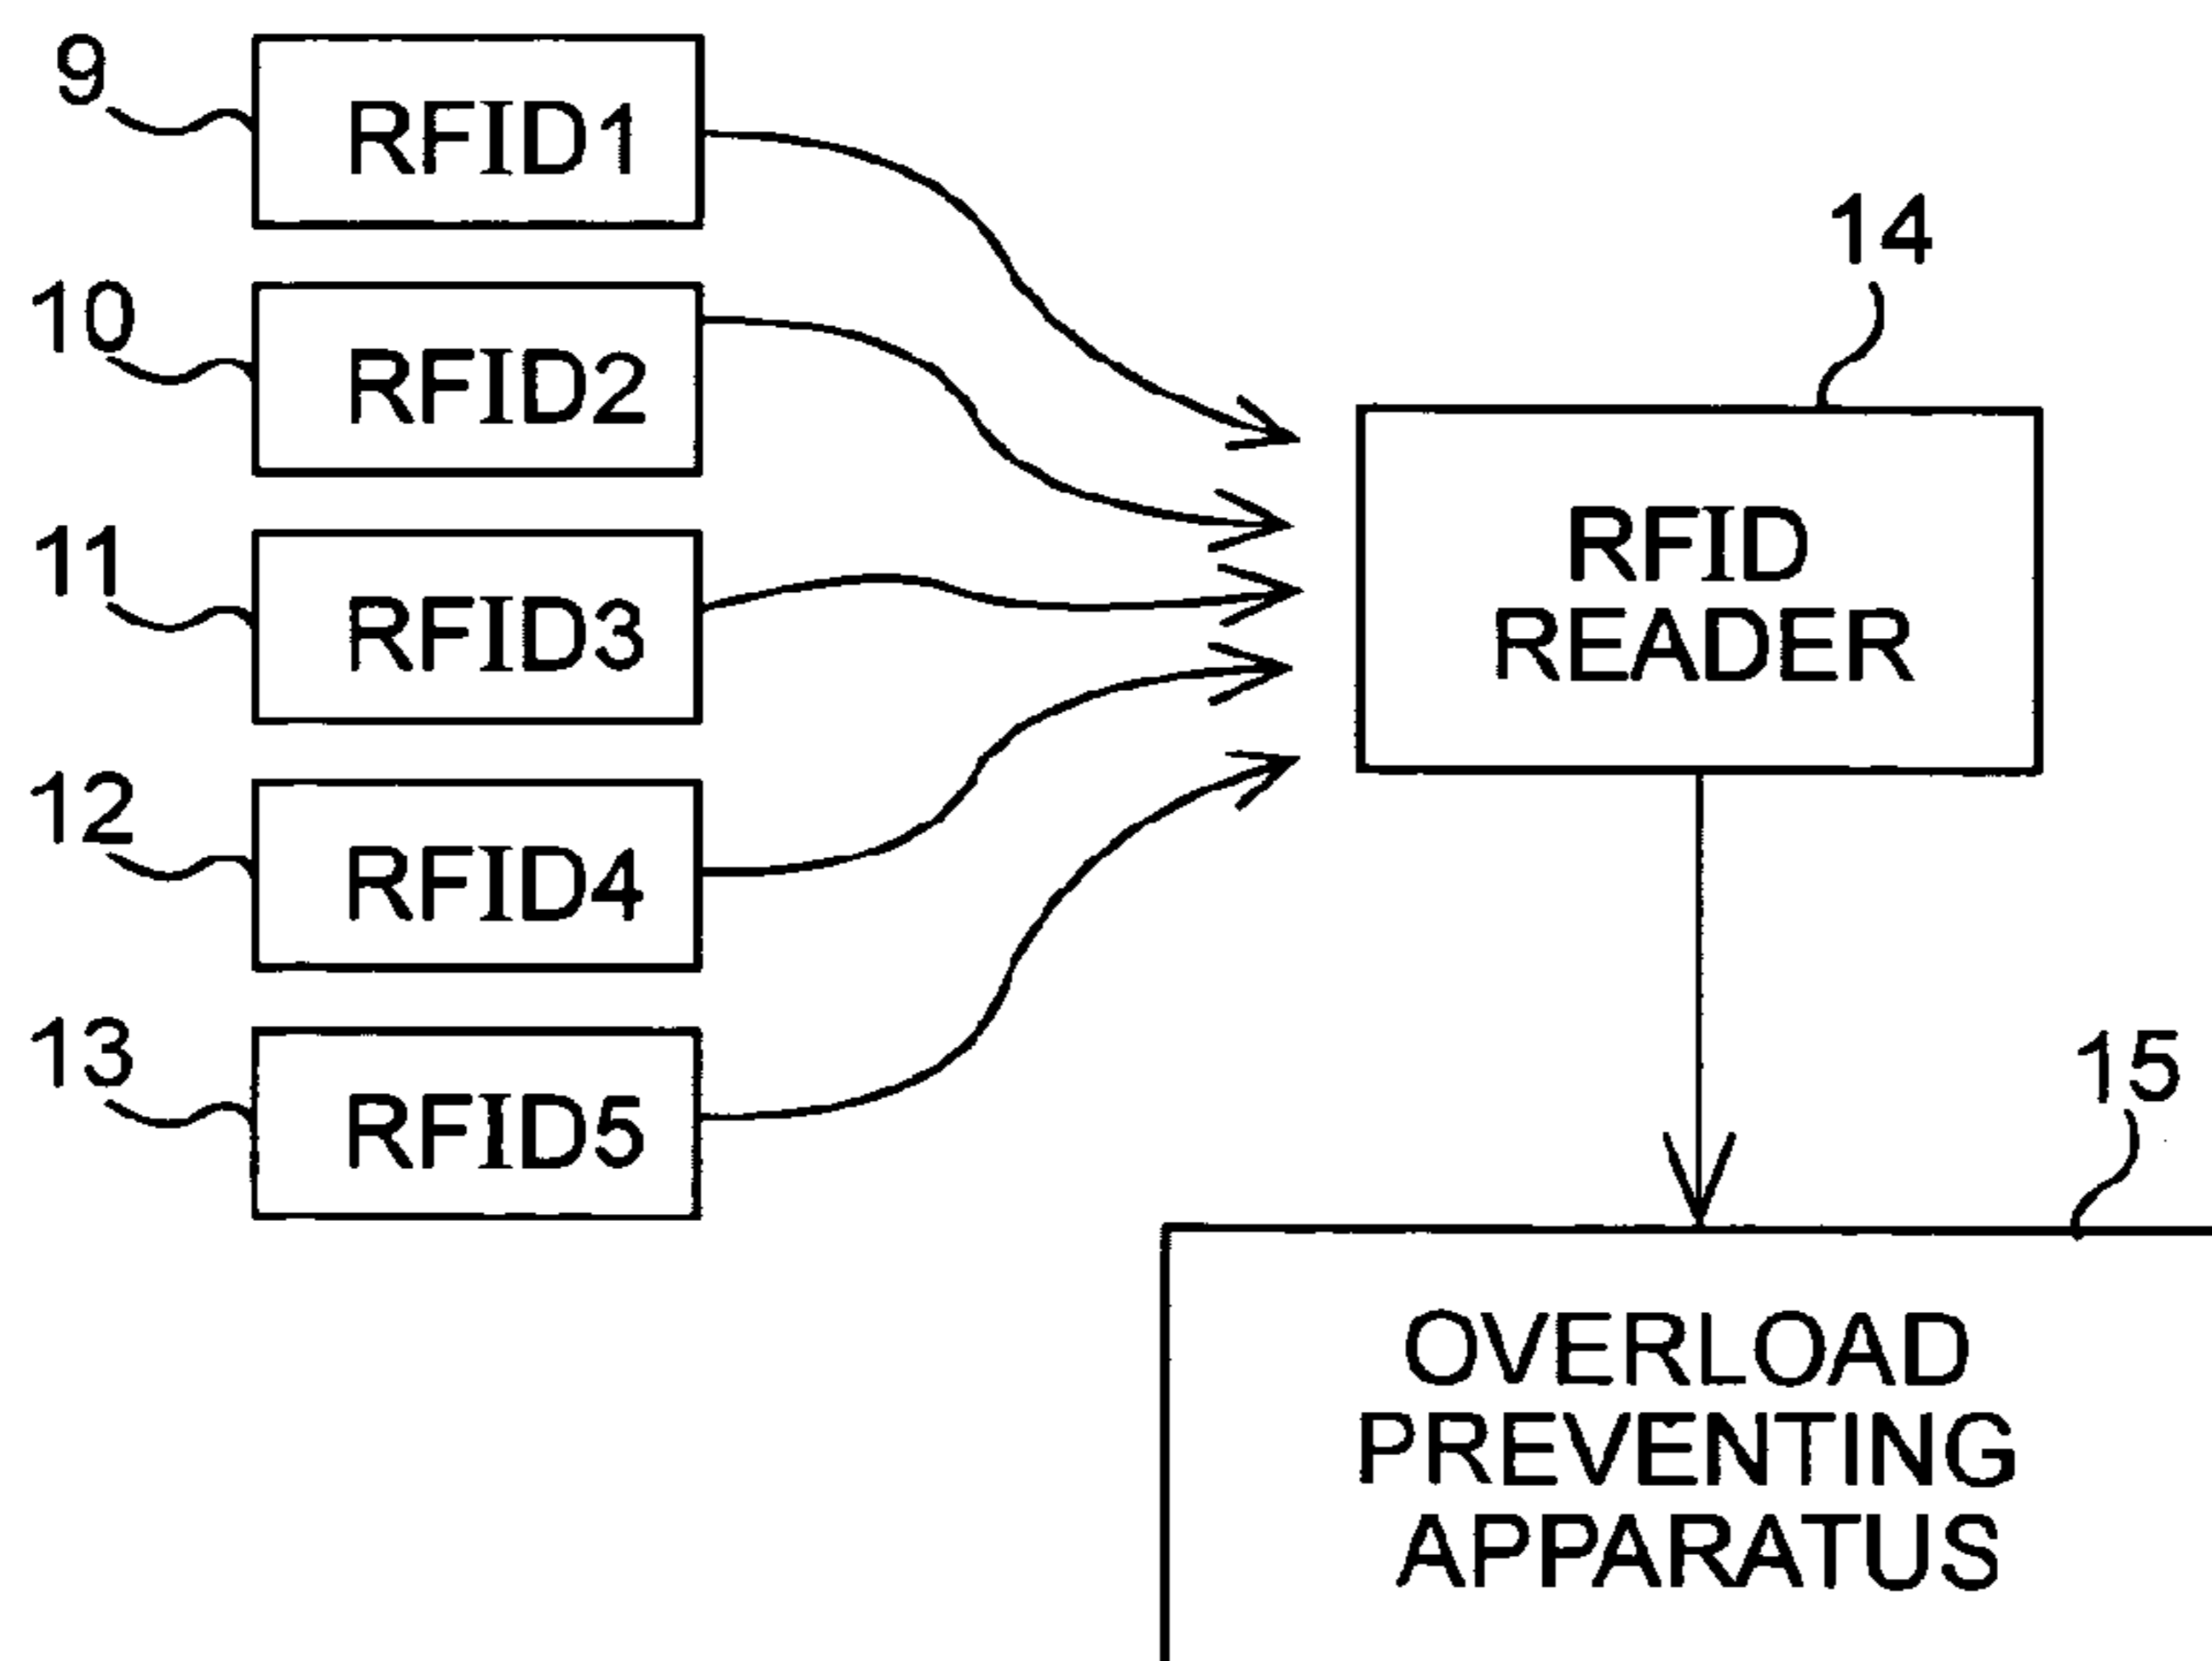 9
RFID1
10
RFID2
11
RFID3
12
RFID4
13
RFID5
14
RFID
READER
15
OVERLOAD
PREVENTING
APPARATUS